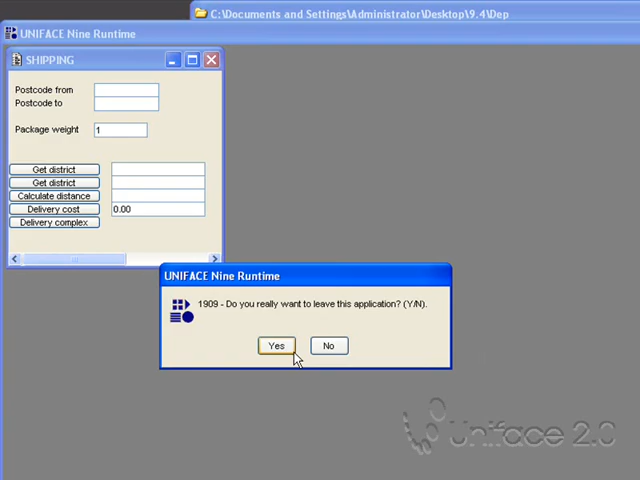 C:\Documents and Settings\Administrator\Desktop\9.4\Dep
UNIFACE Nine Runtime
SHIPPING
Postcode from
Postcode to
Package weight 1
Get district
Get district
Calculate distance
Delivery cost 0.00
Delivery complex
UNIFACE Nine Runtime
1909 - Do you really want to leave this application? (Y/N).
Yes No
Uniface 2.0